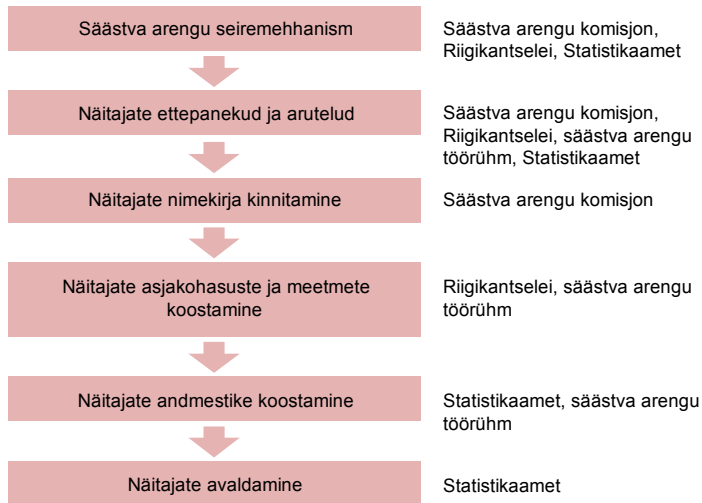 Säästva arengu seiremehhanism
Säästva arengu komisjon,
Riigikantselei, Statistikaamet
Näitajate ettepanekud ja arutelud
Säästva arengu komisjon,
Riigikantselei, säästva arengu
töörühm, Statistikaamet
Näitajate nimekirja kinnitamine
Säästva arengu komisjon
Näitajate asjakohasuste ja meetmete
koostamine
Riigikantselei, säästva arengu
töörühm
Näitajate andmestike koostamine
Statistikaamet, säästva arengu
töörühm
Näitajate avaldamine
Statistikaamet